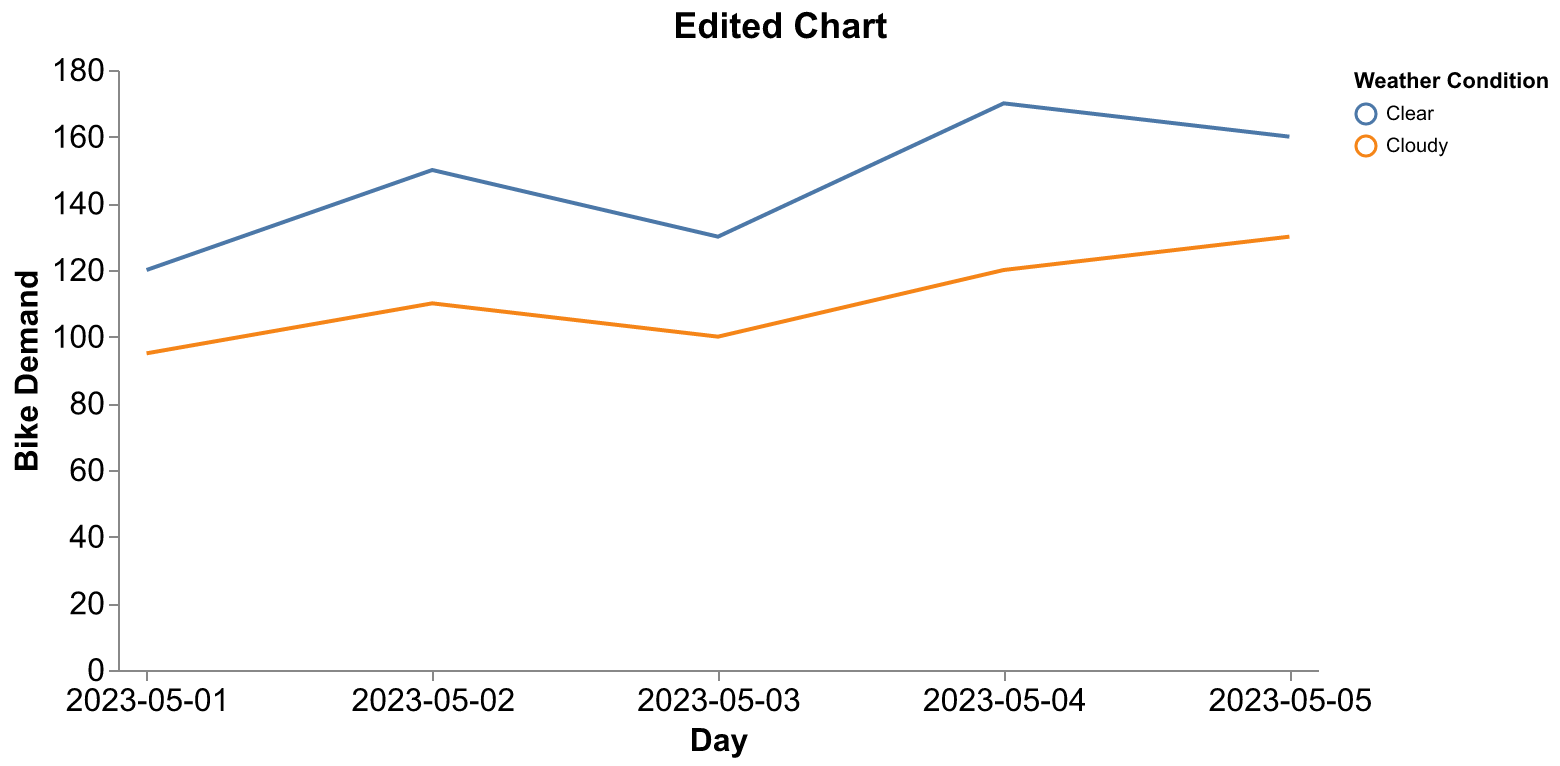 Edited Chart
180
160
140
120
100
80
60
40
20
0
Bike Demand
2023-05-01
2023-05-02
2023-05-03
2023-05-04
2023-05-05
Day
Weather Condition
Clear
Cloudy